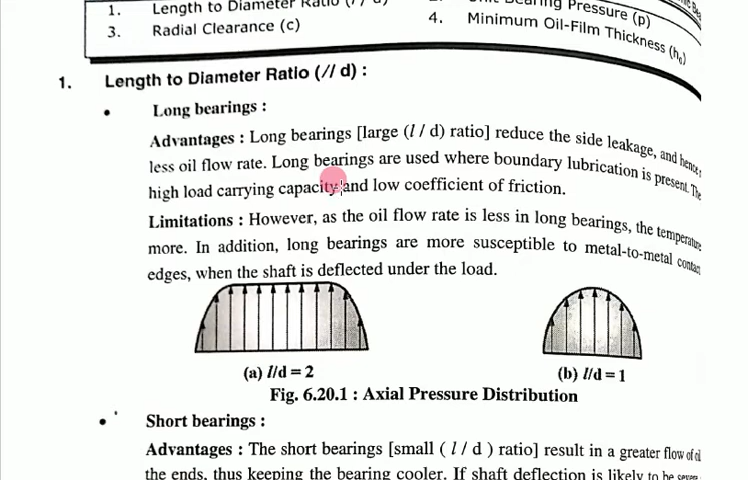 1. Length to Diameter Ratio (l / d)
Bearing Pressure (p)
3. Radial Clearance (c)
4. Minimum Oil-Film Thickness (h₀)
1. Length to Diameter Ratio (l/ d) :
• Long bearings :
Advantages : Long bearings [large (l / d) ratio] reduce the side leakage, and hence,
less oil flow rate. Long bearings are used where boundary lubrication is present. The
high load carrying capacity and low coefficient of friction.
Limitations : However, as the oil flow rate is less in long bearings, the temperature
more. In addition, long bearings are more susceptible to metal-to-metal contact
edges, when the shaft is deflected under the load.
(a) l/d = 2
(b) l/d = 1
Fig. 6.20.1 : Axial Pressure Distribution
• Short bearings :
Advantages : The short bearings [small ( l / d ) ratio] result in a greater flow of oil
the ends, thus keeping the bearing cooler. If shaft deflection is likely to be